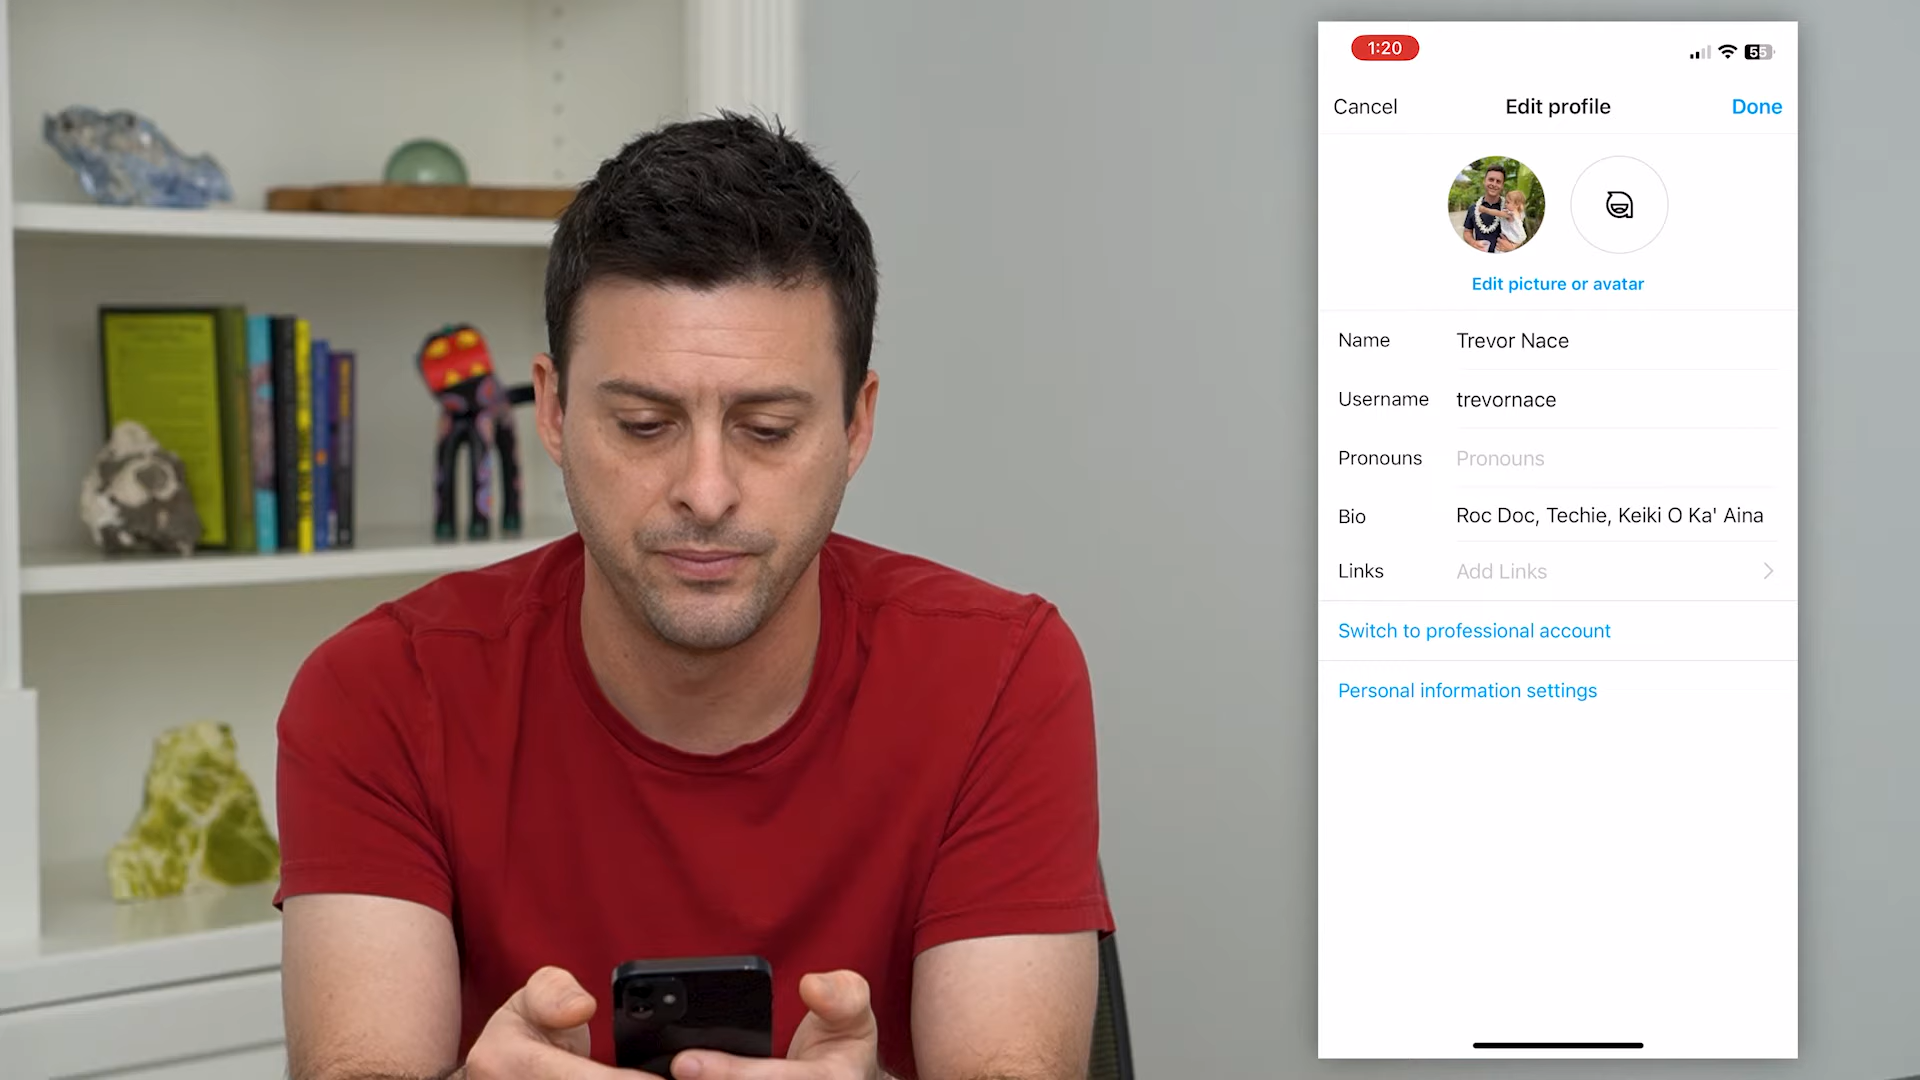 1:20
55
Cancel
Edit profile
Done
Edit picture or avatar
Name Trevor Nace
Username trevornace
Pronouns Pronouns
Bio Roc Doc, Techie, Keiki O Ka' Aina
Links Add Links
Switch to professional account
Personal information settings